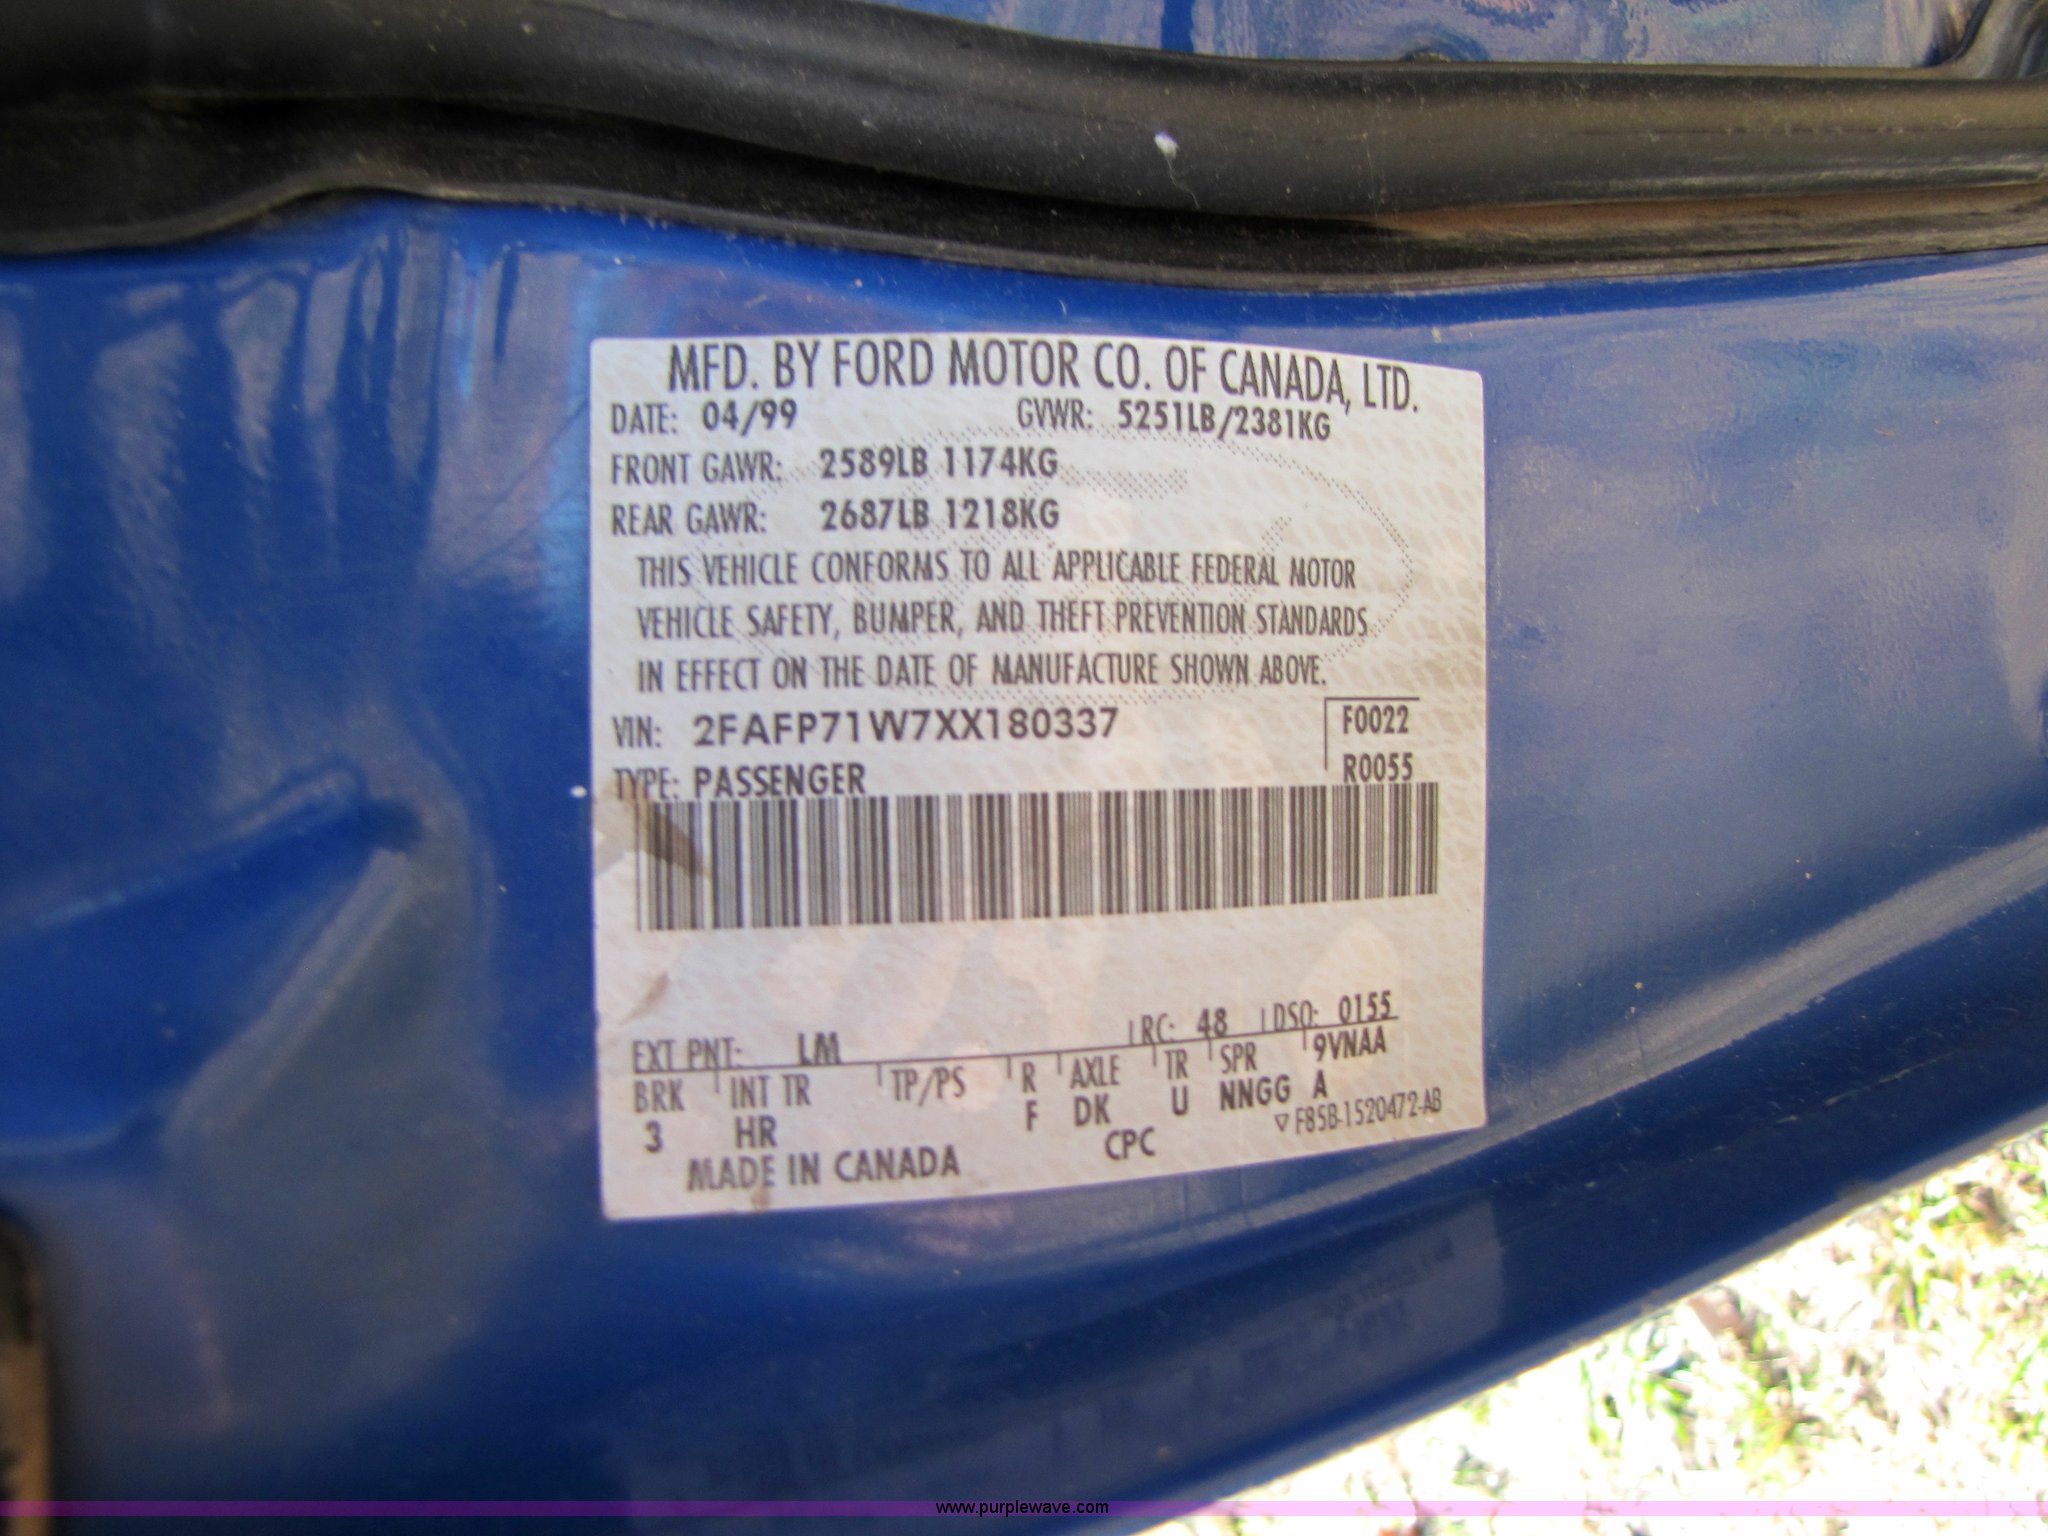 MFD. BY FORD MOTOR CO. OF CANADA, LTD.
DATE: 04/99 GVWR: 5251LB/2381KG
FRONT GAWR: 2589LB 1174KG
REAR GAWR: 2687LB 1218KG
THIS VEHICLE CONFORMS TO ALL APPLICABLE FEDERAL MOTOR
VEHICLE SAFETY, BUMPER, AND THEFT PREVENTION STANDARDS
IN EFFECT ON THE DATE OF MANUFACTURE SHOWN ABOVE.
VIN: 2FAFP71W7XX180337 F0022
TYPE: PASSENGER R0055
EXT PNT: LM RC: 48 DSO: 0155
BRK INT TR TP/PS R AXLE TR SPR 9VNAA
3 HR F DK U NNGG A
MADE IN CANADA CPC ▽F85B-1520472-AB
www.purplewave.com